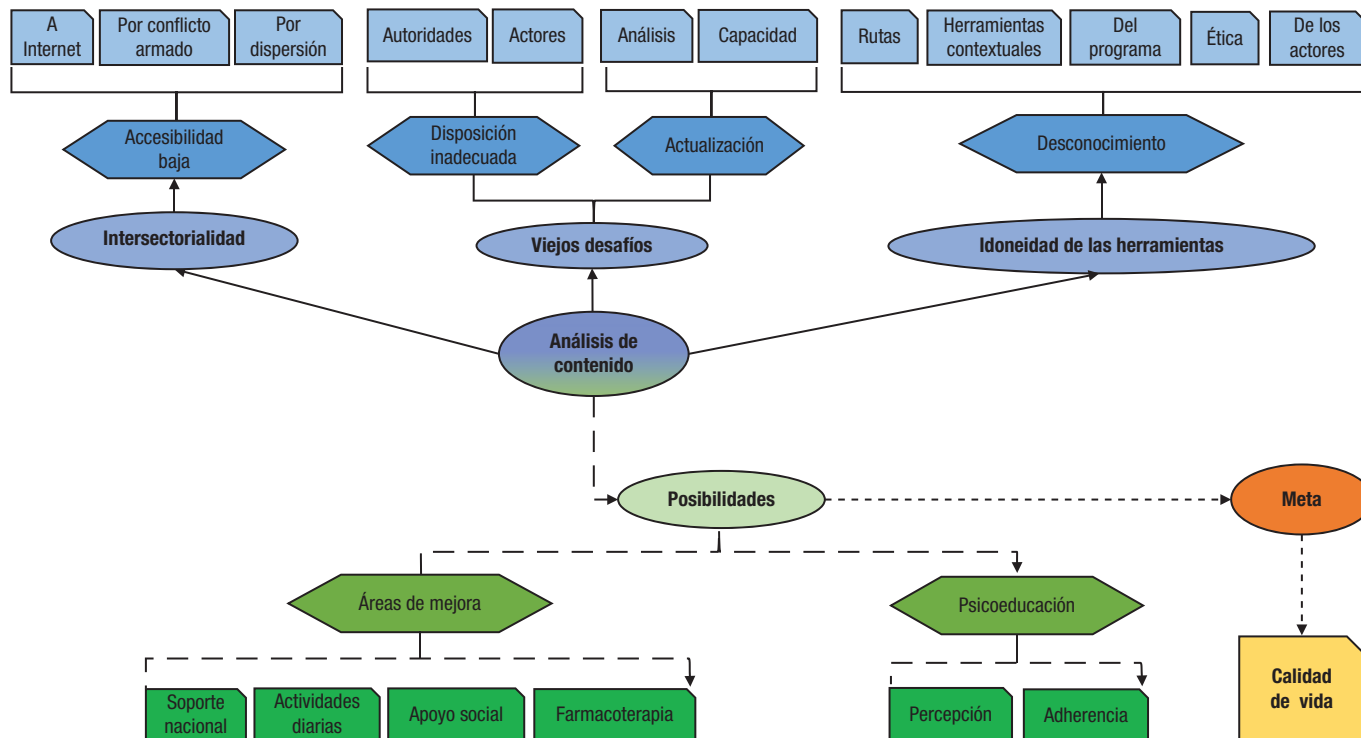 A
Internet
Por conflicto
armado
Por
dispersión
Autoridades
Actores
Análisis
Capacidad
Rutas
Herramientas
contextuales
Del
programa
Ética
De los
actores
Accesibilidad
baja
Disposición
inadecuada
Actualización
Desconocimiento
Intersectorialidad
Viejos desafíos
Idoneidad de las herramientas
Análisis de
contenido
Posibilidades
Meta
Áreas de mejora
Psicoeducación
Soporte
nacional
Actividades
diarias
Apoyo social
Farmacoterapia
Percepción
Adherencia
Calidad
de vida